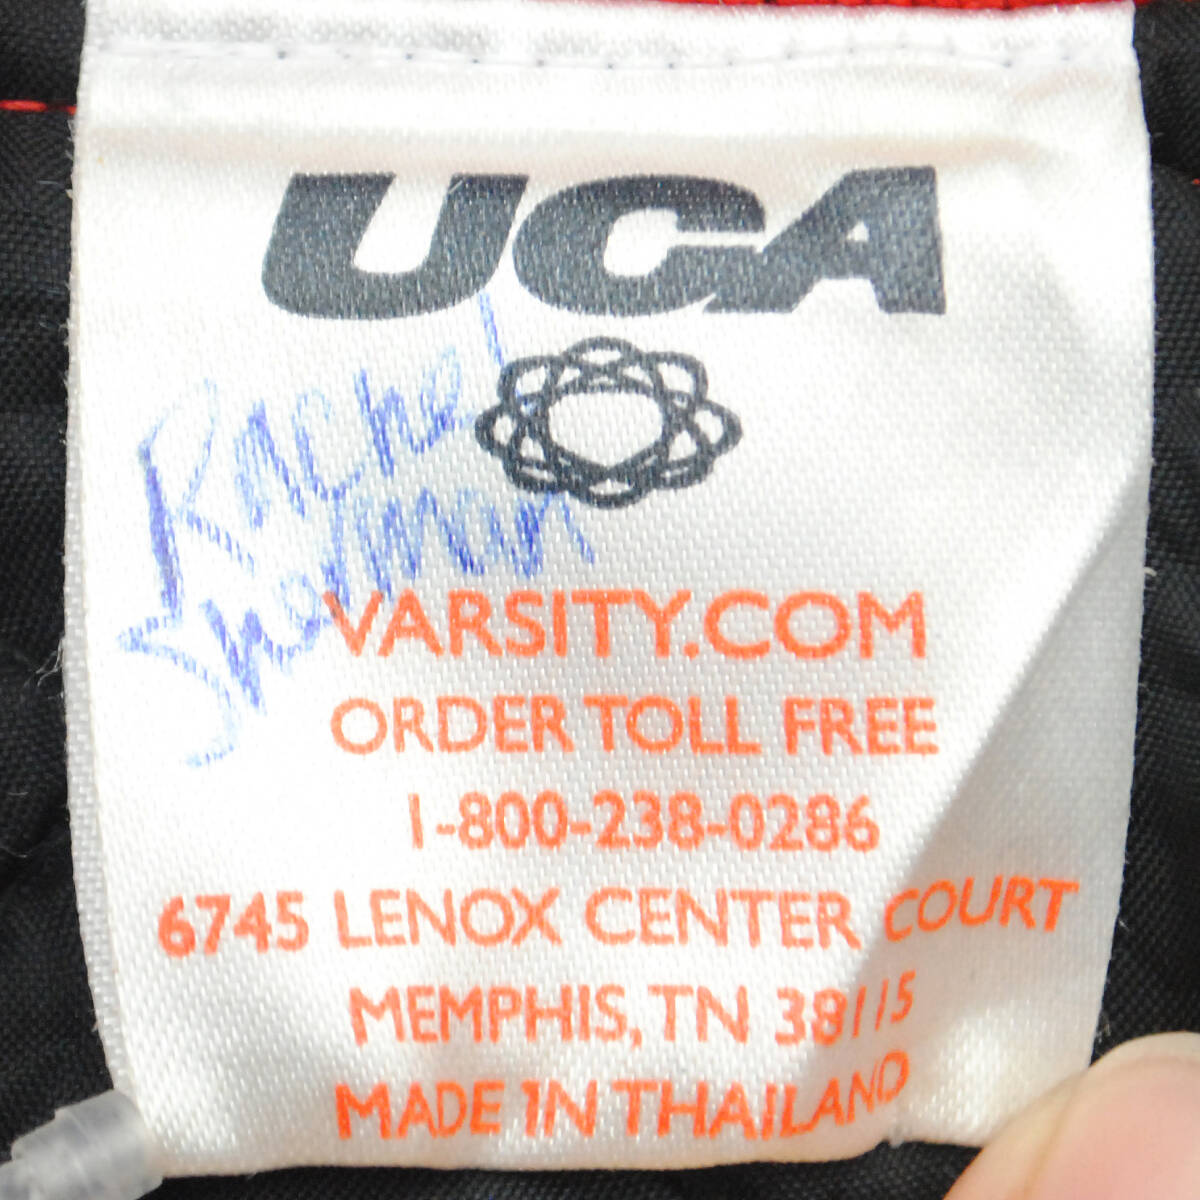 UCA
Rachel
Sherman
VARSITY.COM
ORDER TOLL FREE
1-800-238-0286
6745 LENOX CENTER COURT
MEMPHIS, TN 38115
MADE IN THAILAND